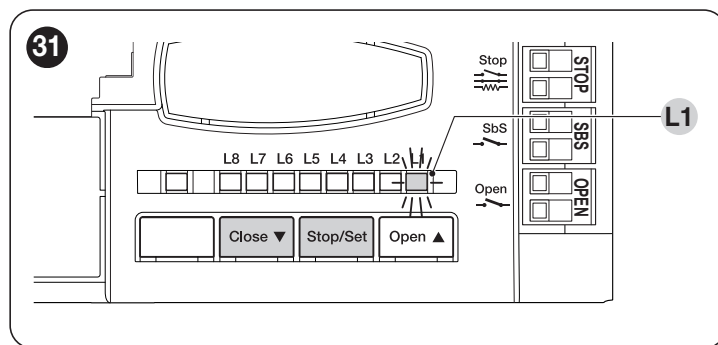 31
Stop
STOP
L1
SbS
SBS
L8 L7 L6 L5 L4 L3 L2 L1
Open
OPEN
Close ▼ Stop/Set Open ▲